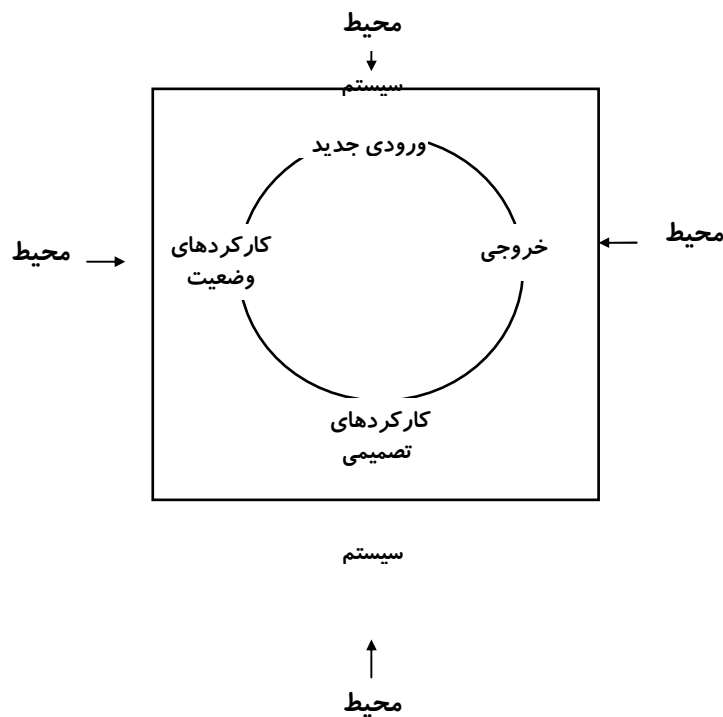 محیط
سیستم
ورودی جدید
محیط
خروجی
کارکردهای
وضعیت
محیط
کارکردهای
تصمیمی
سیستم
محیط